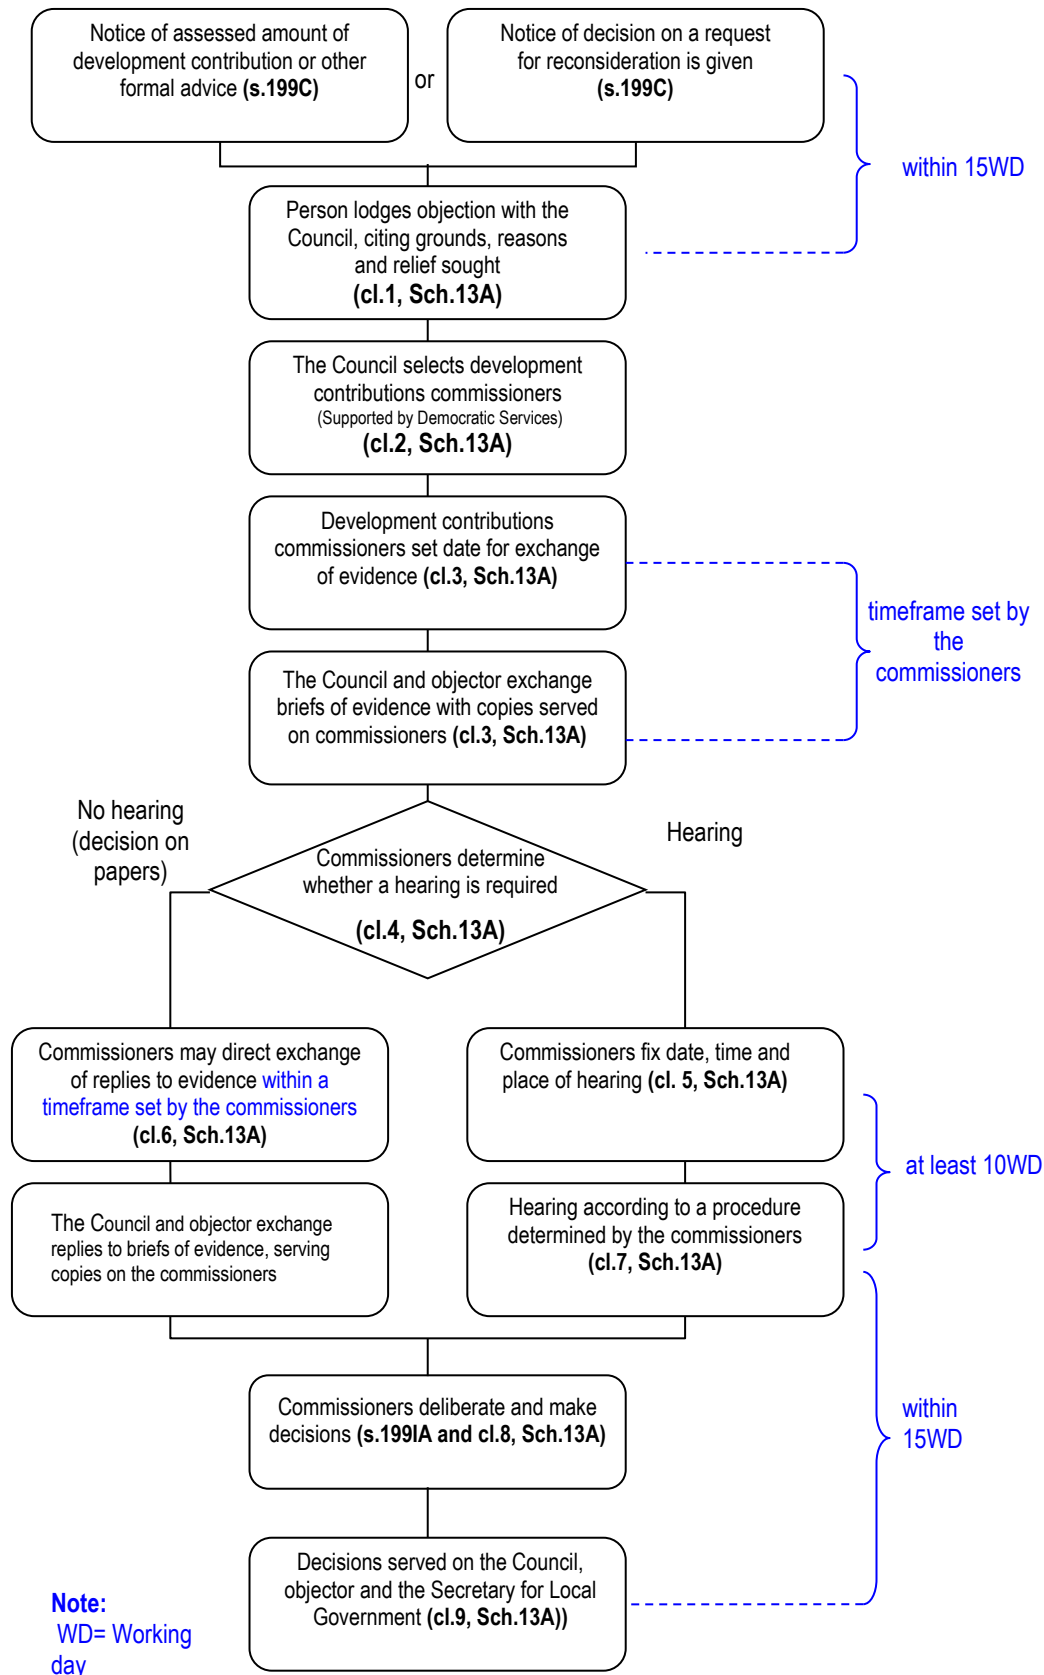 Notice of assessed amount of
development contribution or other
formal advice (s.199C)
or
Notice of decision on a request
for reconsideration is given
(s.199C)
within 15WD
Person lodges objection with the
Council, citing grounds, reasons
and relief sought
(cl.1, Sch.13A)
The Council selects development
contributions commissioners
(Supported by Democratic Services)
(cl.2, Sch.13A)
Development contributions
commissioners set date for exchange
of evidence (cl.3, Sch.13A)
timeframe set by
the
commissioners
The Council and objector exchange
briefs of evidence with copies served
on commissioners (cl.3, Sch.13A)
No hearing
(decision on
papers)
Hearing
Commissioners determine
whether a hearing is required
(cl.4, Sch.13A)
Commissioners may direct exchange
of replies to evidence within a
timeframe set by the commissioners
(cl.6, Sch.13A)
Commissioners fix date, time and
place of hearing (cl. 5, Sch.13A)
at least 10WD
The Council and objector exchange
replies to briefs of evidence, serving
copies on the commissioners
Hearing according to a procedure
determined by the commissioners
(cl.7, Sch.13A)
Commissioners deliberate and make
decisions (s.199IA and cl.8, Sch.13A)
within
15WD
Decisions served on the Council,
objector and the Secretary for Local
Government (cl.9, Sch.13A))
Note:
WD= Working
day